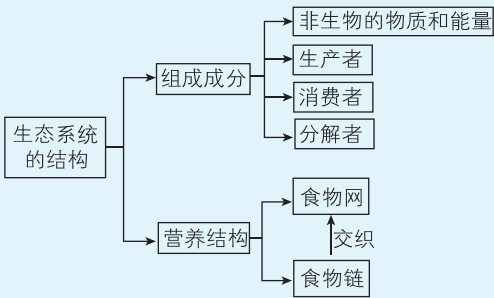 生态系统
的结构
组成成分
非生物的物质和能量
生产者
消费者
分解者
营养结构
食物网
交织
食物链